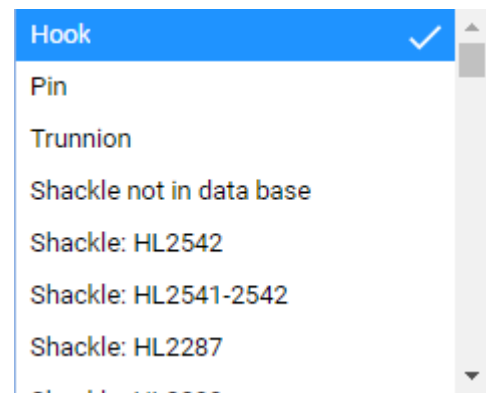 Hook
Pin
Trunnion
Shackle not in data base
Shackle: HL2542
Shackle: HL2541-2542
Shackle: HL2287